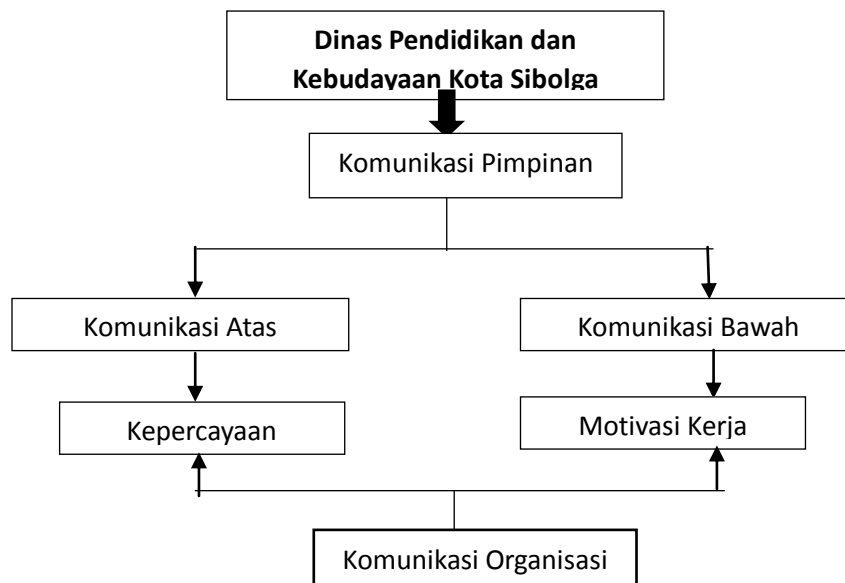 Dinas Pendidikan dan
Kebudayaan Kota Sibolga
Komunikasi Pimpinan
Komunikasi Atas
Komunikasi Bawah
Kepercayaan
Motivasi Kerja
Komunikasi Organisasi